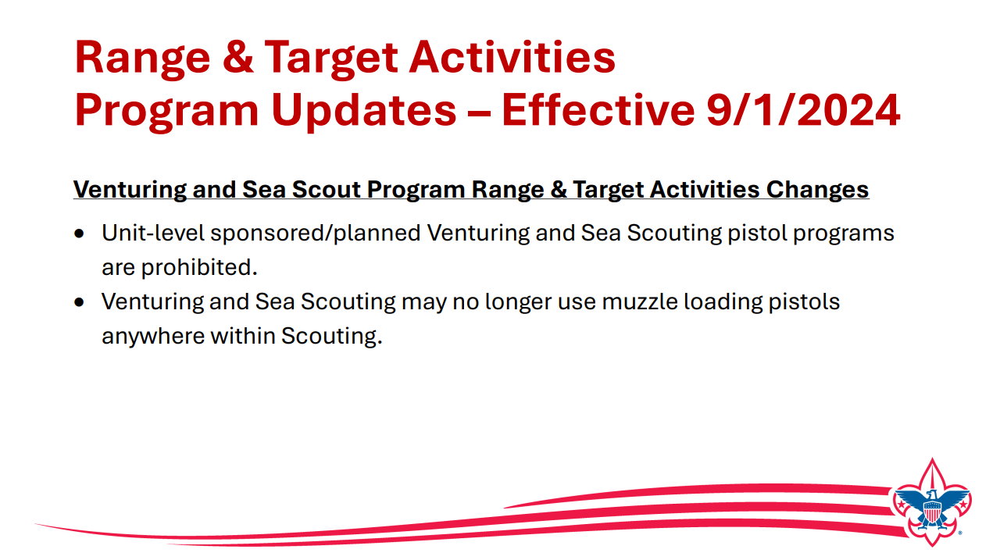 Range & Target Activities
Program Updates – Effective 9/1/2024
Venturing and Sea Scout Program Range & Target Activities Changes
• Unit-level sponsored/planned Venturing and Sea Scouting pistol programs
are prohibited.
• Venturing and Sea Scouting may no longer use muzzle loading pistols
anywhere within Scouting.
®